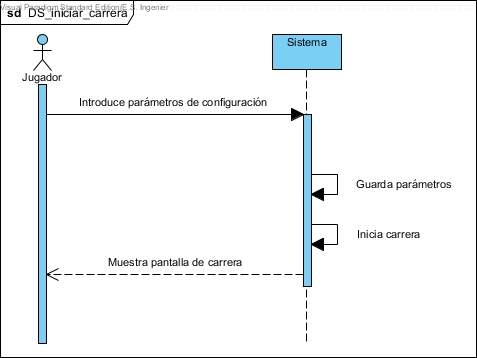 Visual Paradigm Standard Edition(E.S. Ingenier
sd DS_iniciar_carrera
Jugador
Sistema
Introduce parámetros de configuración
Guarda parámetros
Inicia carrera
Muestra pantalla de carrera